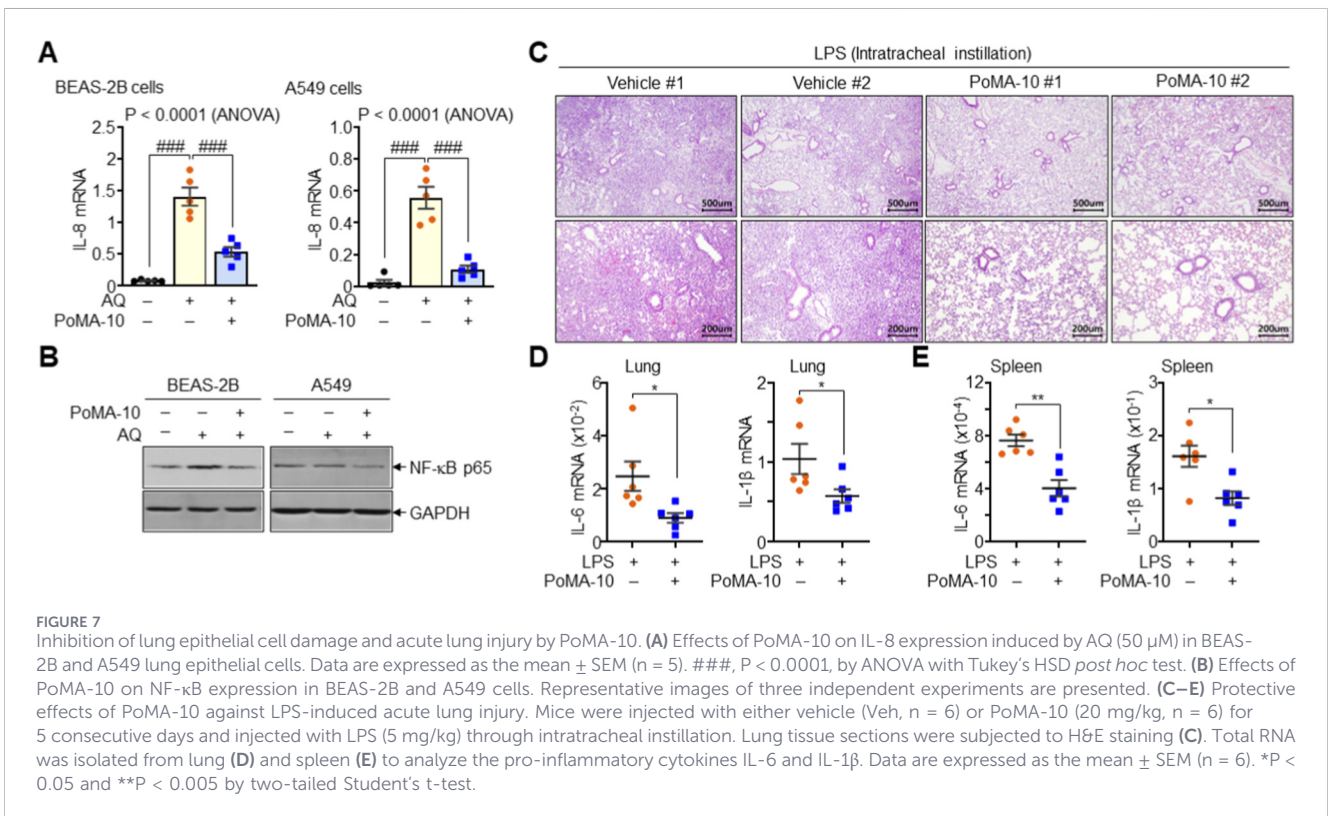 A
BEAS-2B cells
P < 0.0001 (ANOVA)
### ###
2.5
2.0
1.5
1.0
0.5
0
IL-8 mRNA
AQ – + +
PoMA-10 – – +
A549 cells
P < 0.0001 (ANOVA)
### ###
1.0
0.8
0.6
0.4
0.2
0
IL-8 mRNA
AQ – + +
PoMA-10 – – +
B
BEAS-2B A549
PoMA-10 – – + – – +
AQ – + + – + +
NF-κB p65
GAPDH
C
LPS (Intratracheal instillation)
Vehicle #1 Vehicle #2 PoMA-10 #1 PoMA-10 #2
500um 500um 500um 500um
200um 200um 200um 200um
D
Lung
*
6
4
2
0
IL-6 mRNA (x10-2)
LPS + +
PoMA-10 – +
Lung
*
2
1
0
IL-1β mRNA
LPS + +
PoMA-10 – +
E
Spleen
**
12
8
4
0
IL-6 mRNA (x10-4)
LPS + +
PoMA-10 – +
Spleen
*
3
2
1
0
IL-1β mRNA (x10-1)
LPS + +
PoMA-10 – +
FIGURE 7
Inhibition of lung epithelial cell damage and acute lung injury by PoMA-10. (A) Effects of PoMA-10 on IL-8 expression induced by AQ (50 μM) in BEAS-
2B and A549 lung epithelial cells. Data are expressed as the mean ± SEM (n = 5). ###, P < 0.0001, by ANOVA with Tukey's HSD post hoc test. (B) Effects of
PoMA-10 on NF-κB expression in BEAS-2B and A549 cells. Representative images of three independent experiments are presented. (C–E) Protective
effects of PoMA-10 against LPS-induced acute lung injury. Mice were injected with either vehicle (Veh, n = 6) or PoMA-10 (20 mg/kg, n = 6) for
5 consecutive days and injected with LPS (5 mg/kg) through intratracheal instillation. Lung tissue sections were subjected to H&E staining (C). Total RNA
was isolated from lung (D) and spleen (E) to analyze the pro-inflammatory cytokines IL-6 and IL-1β. Data are expressed as the mean ± SEM (n = 6). *P <
0.05 and **P < 0.005 by two-tailed Student's t-test.